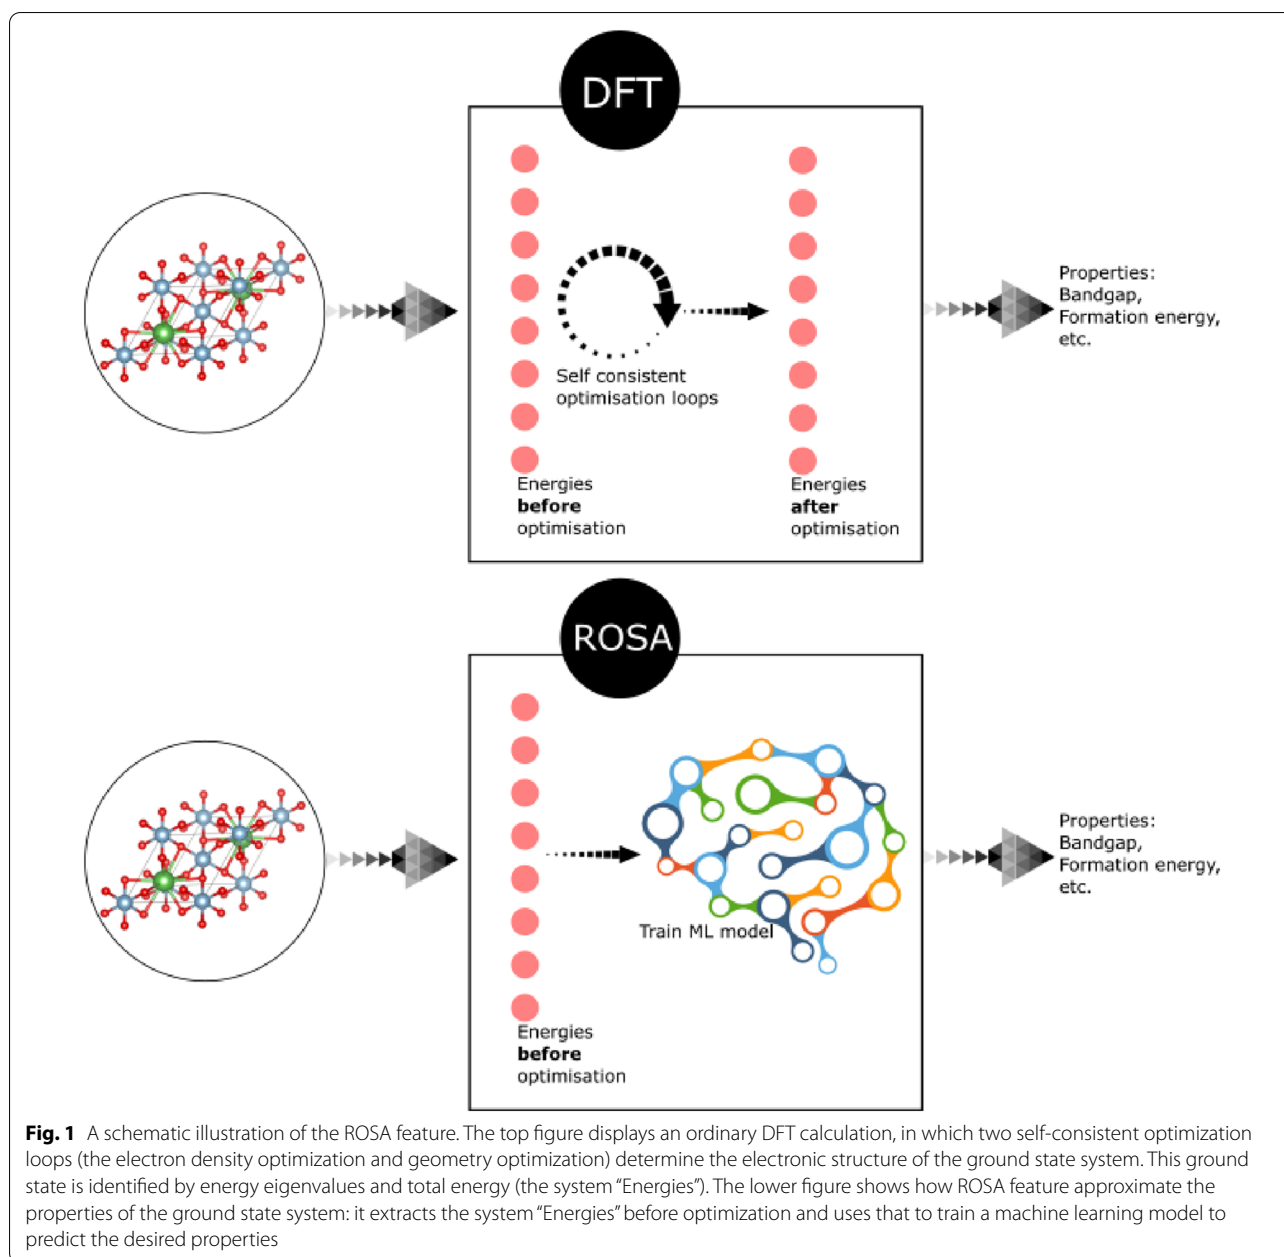 DFT
Self consistent
optimisation loops
Energies
before
optimisation
Energies
after
optimisation
Properties:
Bandgap,
Formation energy,
etc.
ROSA
Train ML model
Energies
before
optimisation
Properties:
Bandgap,
Formation energy,
etc.
Fig. 1 A schematic illustration of the ROSA feature. The top figure displays an ordinary DFT calculation, in which two self-consistent optimization
loops (the electron density optimization and geometry optimization) determine the electronic structure of the ground state system. This ground
state is identified by energy eigenvalues and total energy (the system “Energies”). The lower figure shows how ROSA feature approximate the
properties of the ground state system: it extracts the system “Energies” before optimization and uses that to train a machine learning model to
predict the desired properties